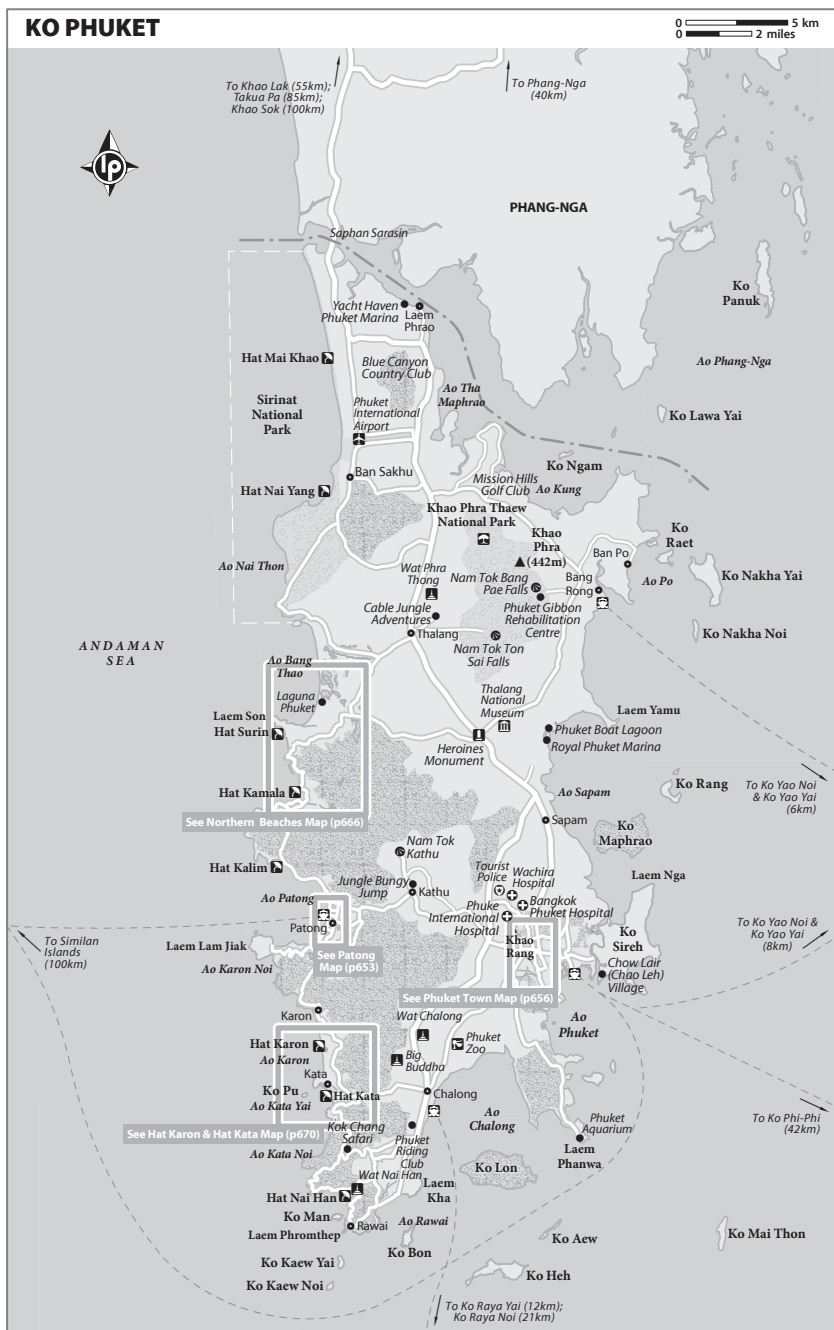 KO PHUKET
0 5 km
0 2 miles
To Khao Lak (55km);
Takua Pa (85km);
Khao Sok (100km)
To Phang-Nga
(40km)
lp
PHANG-NGA
Saphan Sarasin
Ko
Panuk
Yacht Haven
Phuket Marina
Laem
Phrao
Hat Mai Khao
Blue Canyon
Country Club
Ao Phang-Nga
Sirinat
National
Park
Phuket
International
Airport
Ao Tha
Maphrao
Ko Lawa Yai
Ban Sakhu
Ko Ngam
Mission Hills
Golf Club
Ao Kung
Hat Nai Yang
Khao Phra Thaew
National Park
Khao
Phra
(442m)
Ko
Raet
Ban Po
Ao Nai Thon
Wat Phra
Thong
Nam Tok Bang
Pae Falls
Bang
Rong
Ao Po
Ko Nakha Yai
Cable Jungle
Adventures
Phuket Gibbon
Rehabilitation
Centre
Thalang
Ko Nakha Noi
Nam Tok Ton
Sai Falls
ANDAMAN
SEA
Ao Bang
Thao
Laguna
Phuket
Thalang
National
Museum
Laem Yamu
Laem Son
Hat Surin
Phuket Boat Lagoon
Royal Phuket Marina
Heroines
Monument
Ko Rang
To Ko Yao Noi
& Ko Yao Yai
(6km)
Hat Kamala
Ao Sapam
See Northern Beaches Map (p666)
Sapam
Ko
Maphrao
Nam Tok
Kathu
Hat Kalim
Jungle Bungy
Jump
Kathu
Tourist
Police
Wachira
Hospital
Laem Nga
Ao Patong
Bangkok
Phuket Hospital
Phuke
International
Hospital
Patong
Ko
Sireh
To Ko Yao Noi &
Ko Yao Yai
(8km)
To Similan
Islands
(100km)
Laem Lam Jiak
See Patong
Map (p653)
Khao
Rang
Ao Karon Noi
Chow Lair
(Chao Leh)
Village
See Phuket Town Map (p656)
Karon
Wat Chalong
Ao
Phuket
Hat Karon
Ao Karon
Phuket
Zoo
Big
Buddha
Kata
Ko Pu
Ao Kata Yai
Hat Kata
Chalong
To Ko Phi-Phi
(42km)
Ao
Chalong
Phuket
Aquarium
See Hat Karon & Hat Kata Map (p670)
Kok Chang
Safari
Ao Kata Noi
Phuket
Riding
Club
Laem
Phanwa
Wat Nai Han
Ko Lon
Hat Nai Han
Laem
Kha
Ko Man
Rawai
Ao Rawai
Laem Phromthep
Ko Bon
Ko Aew
Ko Mai Thon
Ko Kaew Yai
Ko Heh
Ko Kaew Noi
To Ko Raya Yai (12km);
Ko Raya Noi (21km)